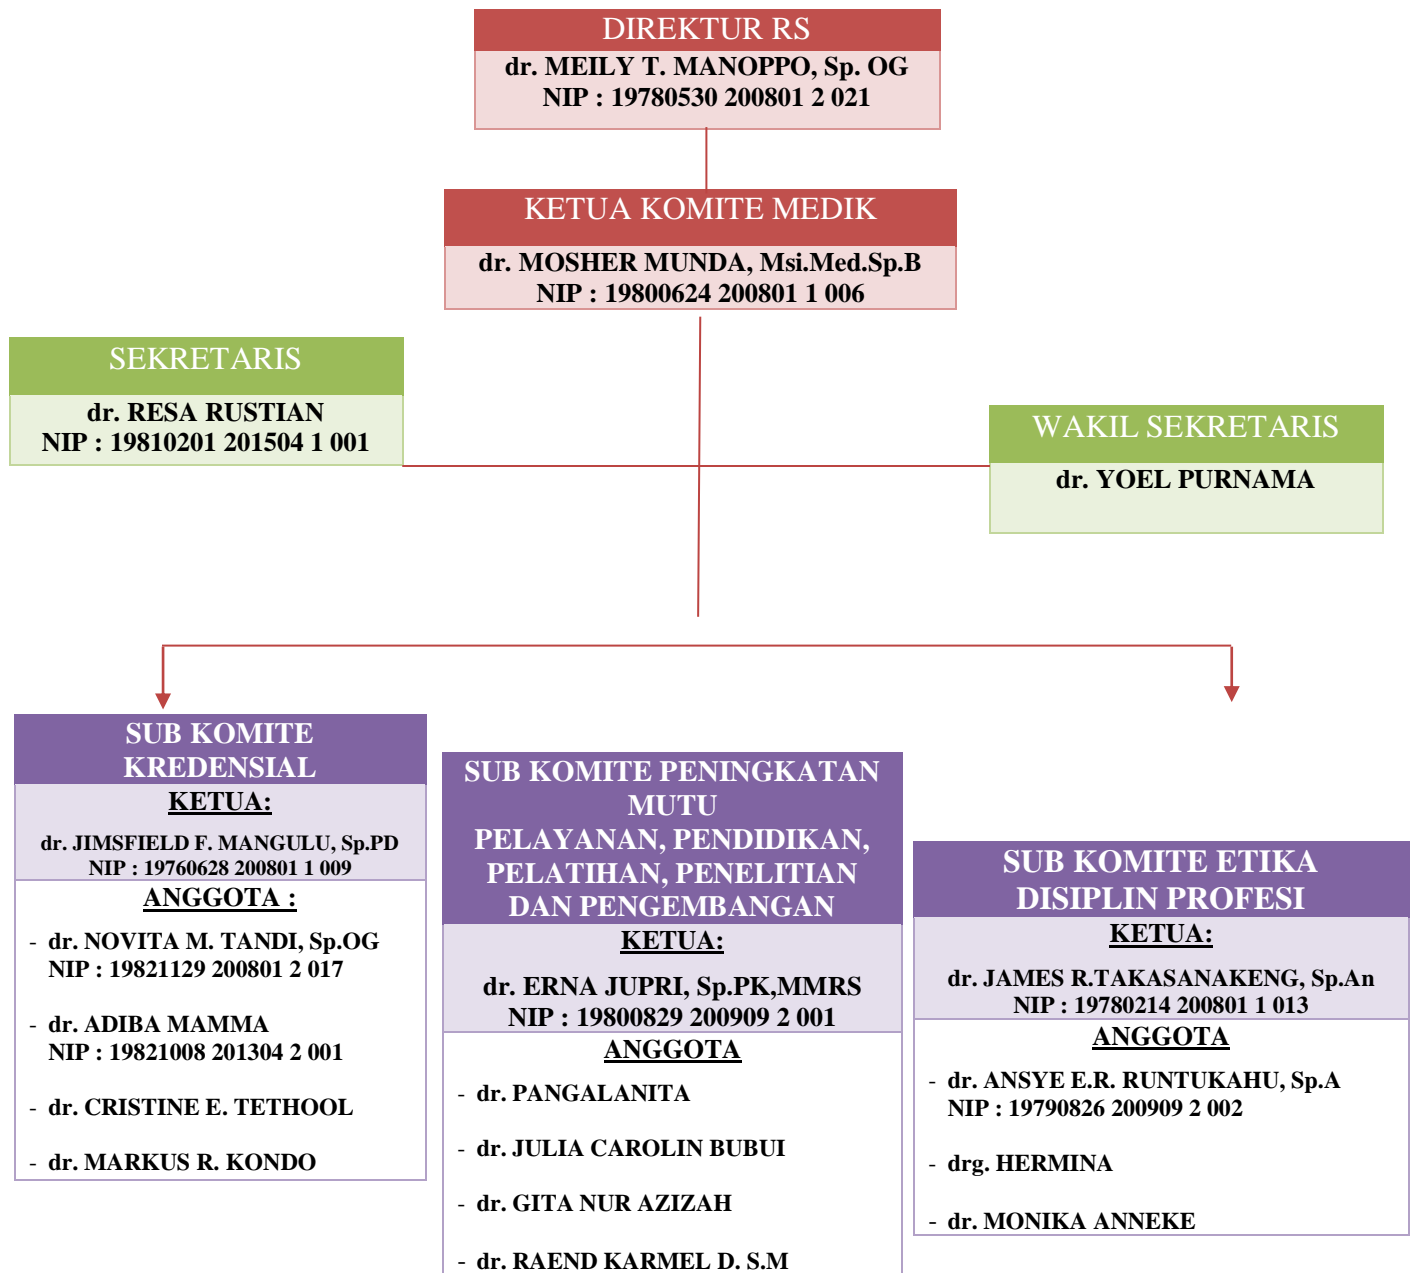 DIREKTUR RS
dr. MEILY T. MANOPPO, Sp. OG
NIP : 19780530 200801 2 021
KETUA KOMITE MEDIK
dr. MOSHER MUNDA, Msi.Med.Sp.B
NIP : 19800624 200801 1 006
SEKRETARIS
dr. RESA RUSTIAN
NIP : 19810201 201504 1 001
WAKIL SEKRETARIS
dr. YOEL PURNAMA
SUB KOMITE
KREDENSIAL
KETUA:
dr. JIMSFIELD F. MANGULU, Sp.PD
NIP : 19760628 200801 1 009
ANGGOTA :
- dr. NOVITA M. TANDI, Sp.OG
NIP : 19821129 200801 2 017
- dr. ADIBA MAMMA
NIP : 19821008 201304 2 001
- dr. CRISTINE E. TETHOOL
- dr. MARKUS R. KONDO
SUB KOMITE PENINGKATAN
MUTU
PELAYANAN, PENDIDIKAN,
PELATIHAN, PENELITIAN
DAN PENGEMBANGAN
KETUA:
dr. ERNA JUPRI, Sp.PK,MMRS
NIP : 19800829 200909 2 001
ANGGOTA
- dr. PANGALANITA
- dr. JULIA CAROLIN BUBUI
- dr. GITA NUR AZIZAH
- dr. RAEND KARMEL D. S.M
SUB KOMITE ETIKA
DISIPLIN PROFESI
KETUA:
dr. JAMES R.TAKASANAKENG, Sp.An
NIP : 19780214 200801 1 013
ANGGOTA
- dr. ANSYE E.R. RUNTUKAHU, Sp.A
NIP : 19790826 200909 2 002
- drg. HERMINA
- dr. MONIKA ANNEKE